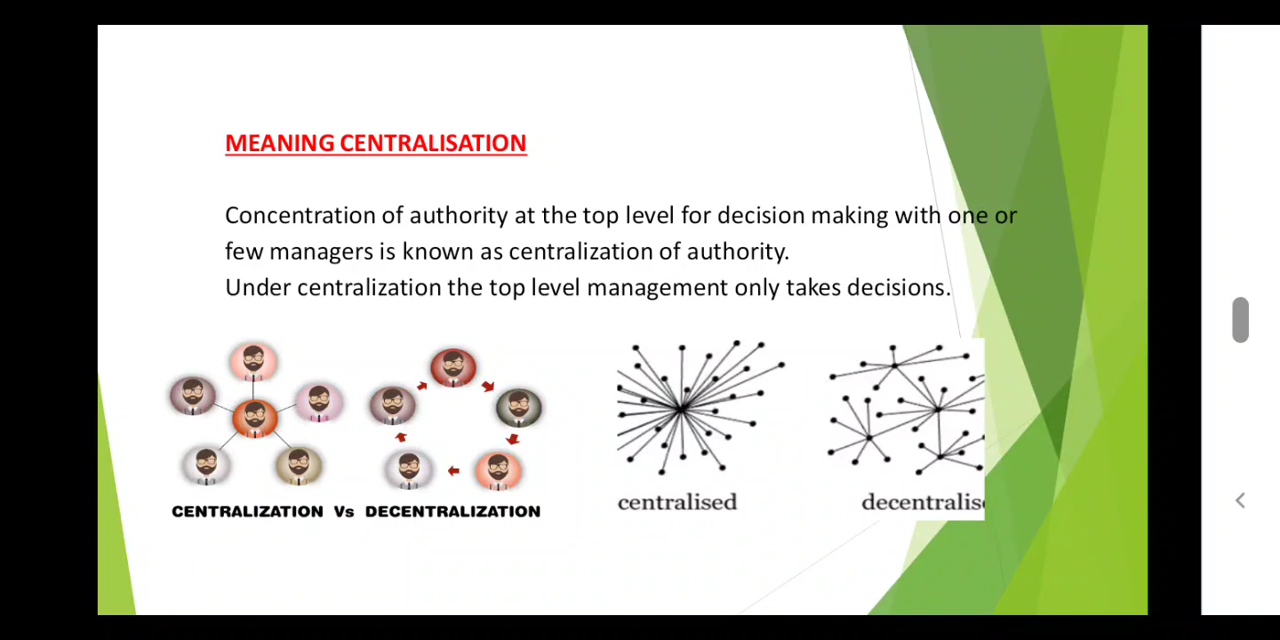 MEANING CENTRALISATION
Concentration of authority at the top level for decision making with one or
few managers is known as centralization of authority.
Under centralization the top level management only takes decisions.
CENTRALIZATION Vs DECENTRALIZATION
centralised
decentralis